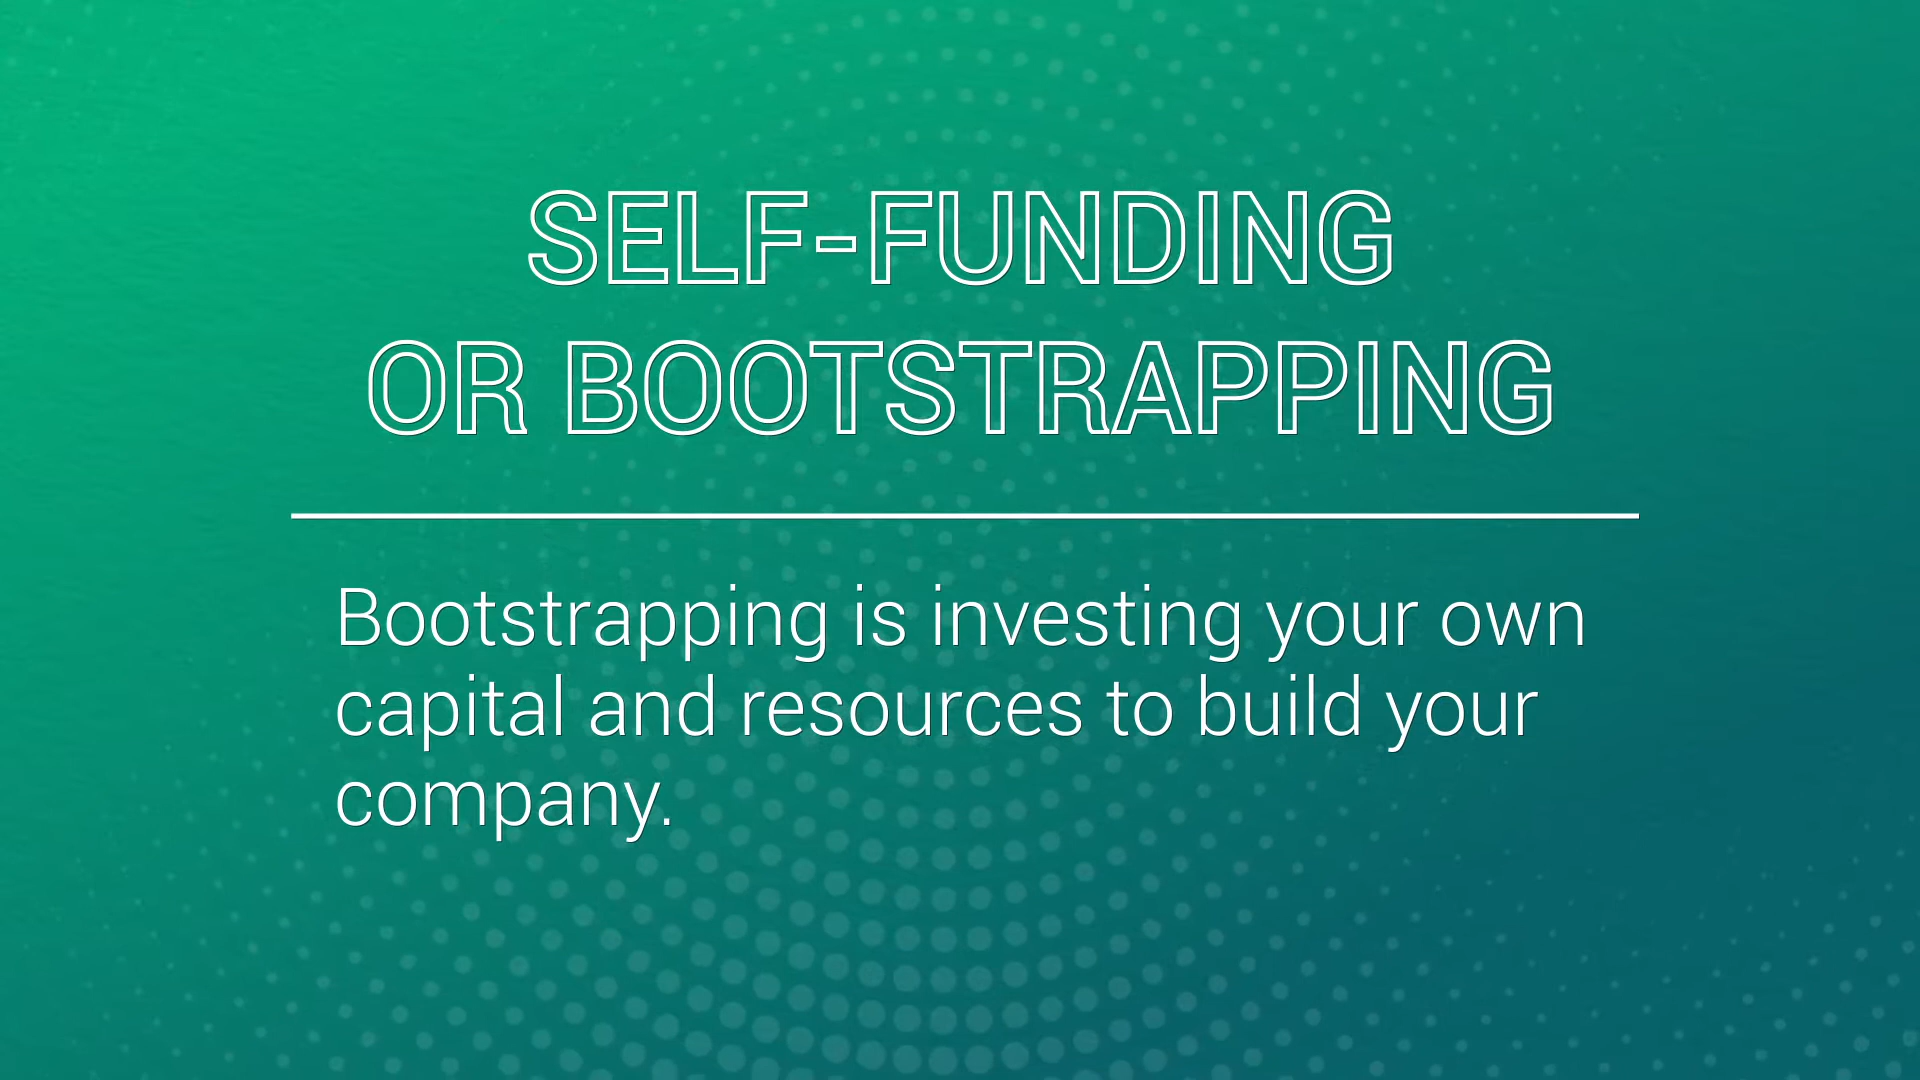 SELF-FUNDING
OR BOOTSTRAPPING
Bootstrapping is investing your own
capital and resources to build your
company.